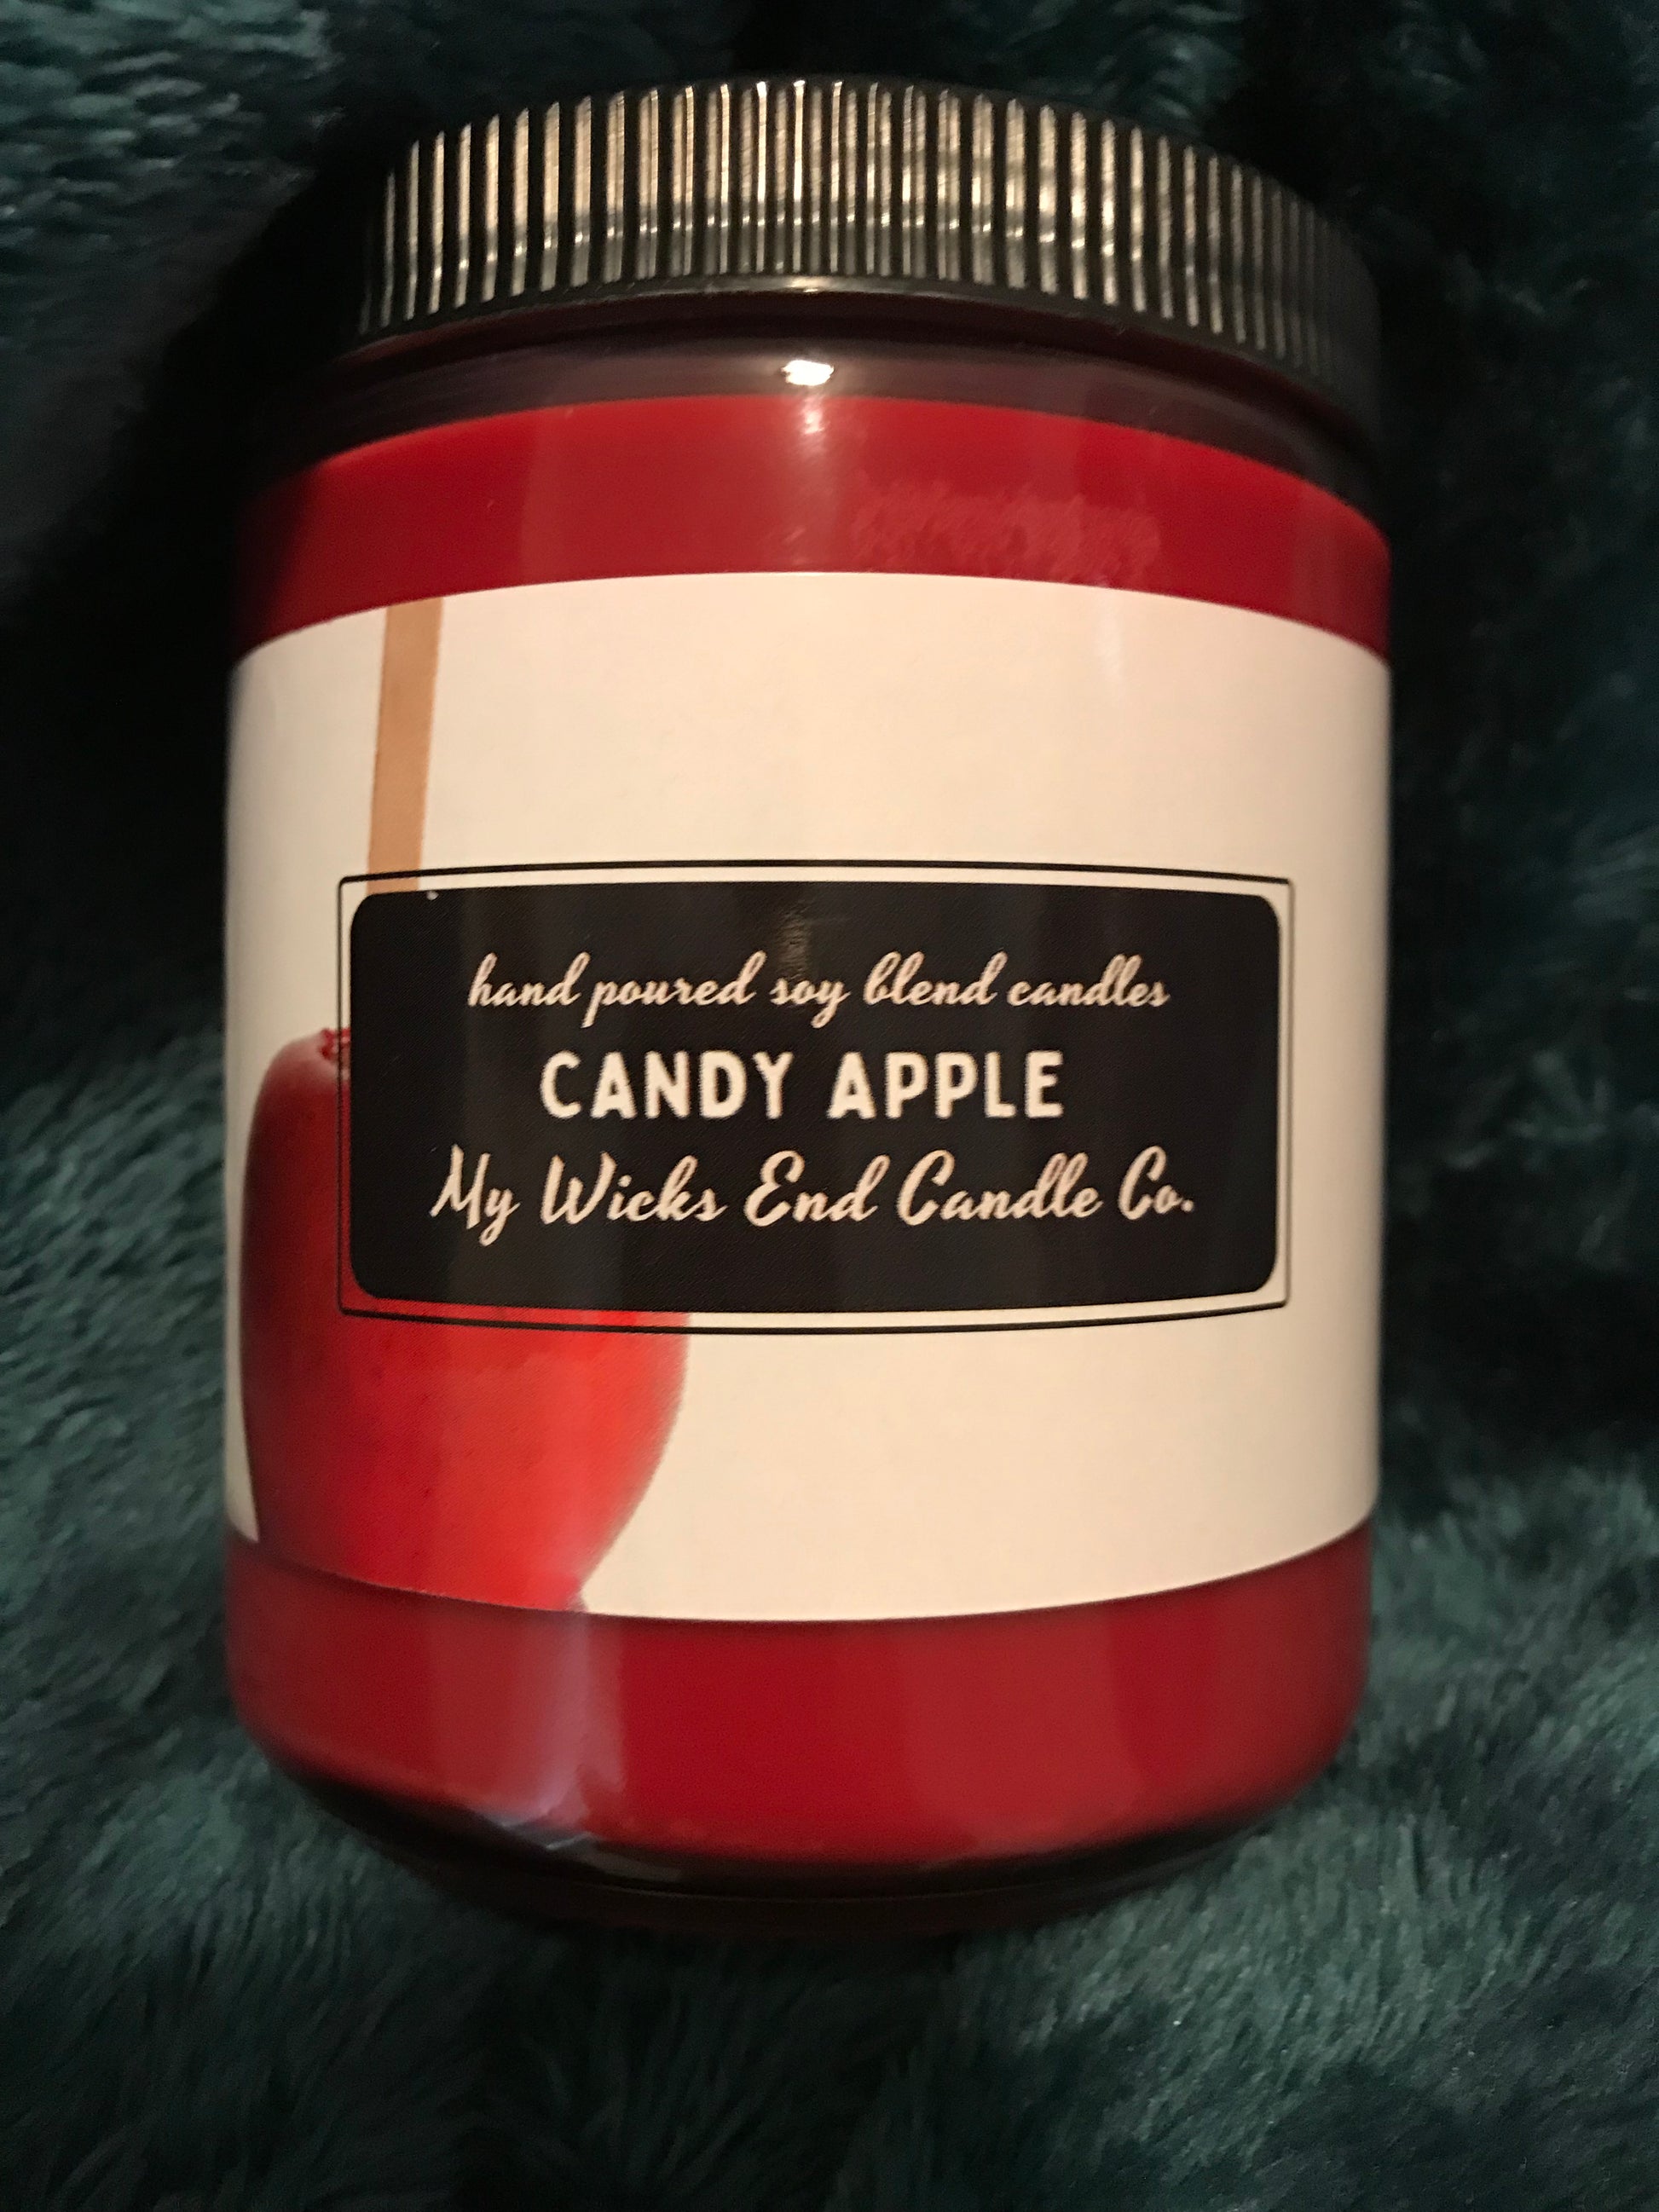 hand poured soy blend candles
CANDY APPLE
My Wicks End Candle Co.